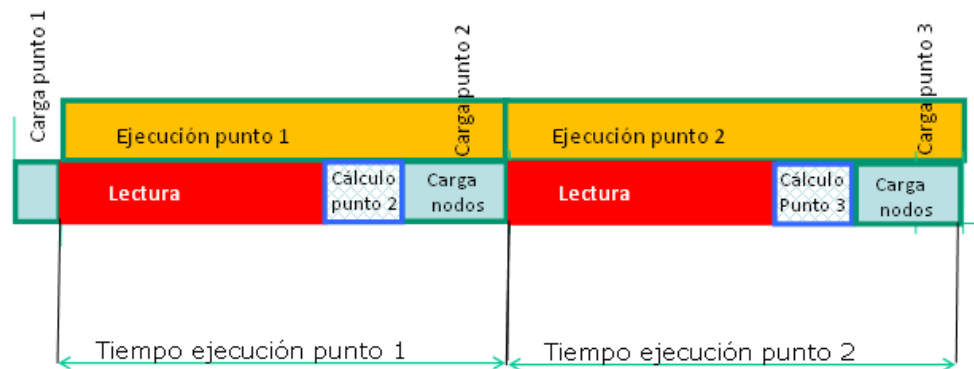 Carga punto 1
Carga punto 2
Carga punto 3
Ejecución punto 1
Ejecución punto 2
Lectura
Cálculo
punto 2
Carga
nodos
Lectura
Cálculo
Punto 3
Carga
nodos
Tiempo ejecución punto 1
Tiempo ejecución punto 2